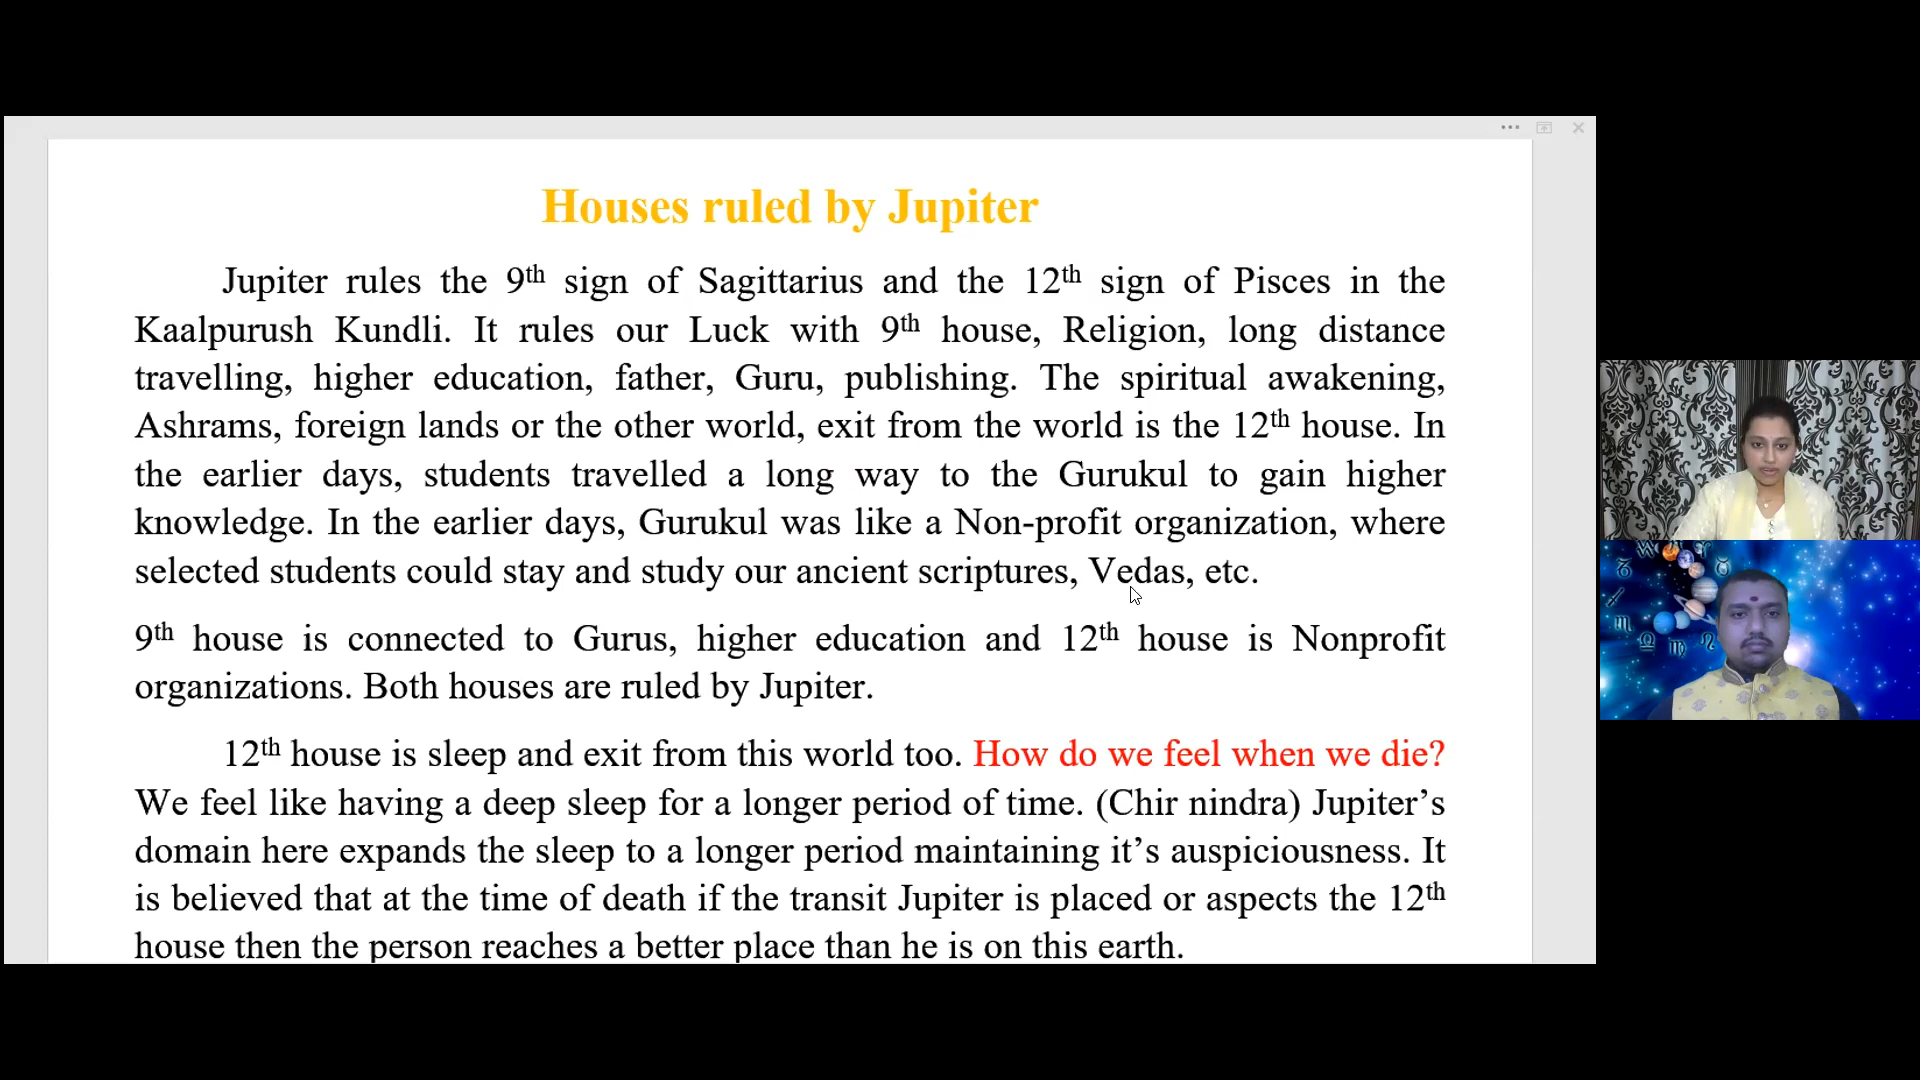 Houses ruled by Jupiter
Jupiter rules the 9th sign of Sagittarius and the 12th sign of Pisces in the
Kaalpurush Kundli. It rules our Luck with 9th house, Religion, long distance
travelling, higher education, father, Guru, publishing. The spiritual awakening,
Ashrams, foreign lands or the other world, exit from the world is the 12th house. In
the earlier days, students travelled a long way to the Gurukul to gain higher
knowledge. In the earlier days, Gurukul was like a Non-profit organization, where
selected students could stay and study our ancient scriptures, Vedas, etc.
9th house is connected to Gurus, higher education and 12th house is Nonprofit
organizations. Both houses are ruled by Jupiter.
12th house is sleep and exit from this world too. How do we feel when we die?
We feel like having a deep sleep for a longer period of time. (Chir nindra) Jupiter’s
domain here expands the sleep to a longer period maintaining it’s auspiciousness. It
is believed that at the time of death if the transit Jupiter is placed or aspects the 12th
house then the person reaches a better place than he is on this earth.